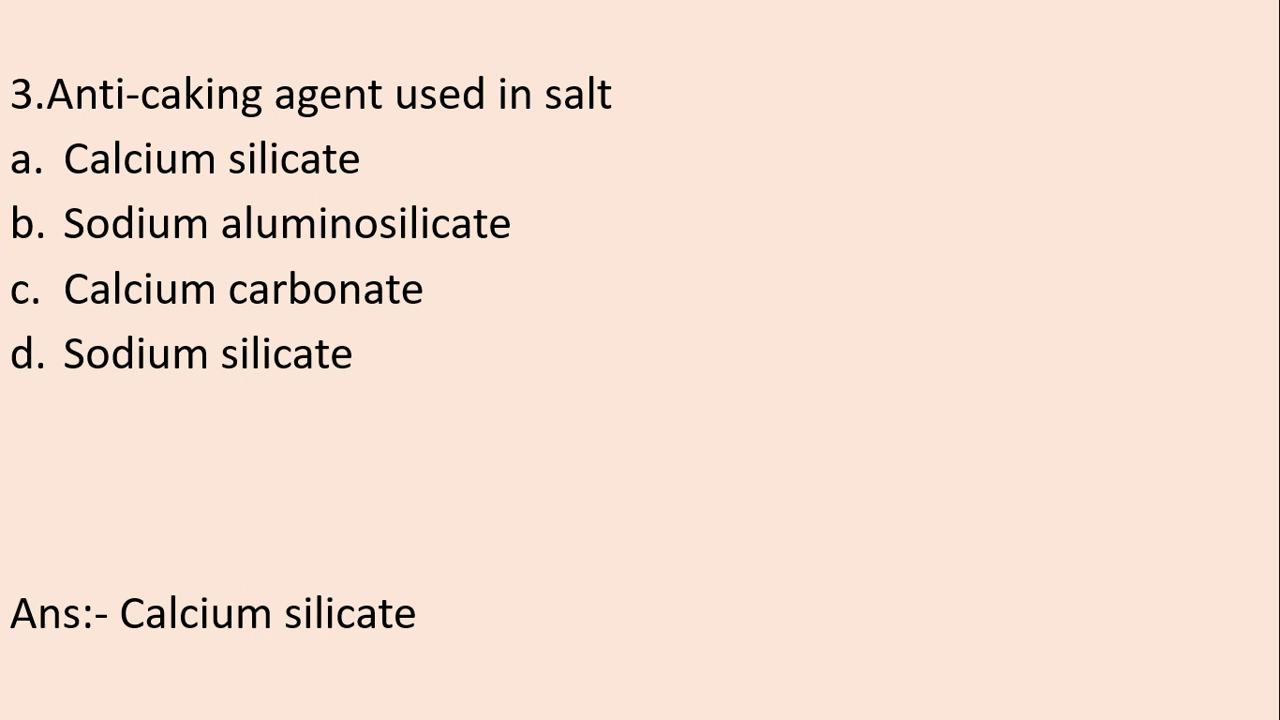 3.Anti-caking agent used in salt
a. Calcium silicate
b. Sodium aluminosilicate
c. Calcium carbonate
d. Sodium silicate
Ans:- Calcium silicate